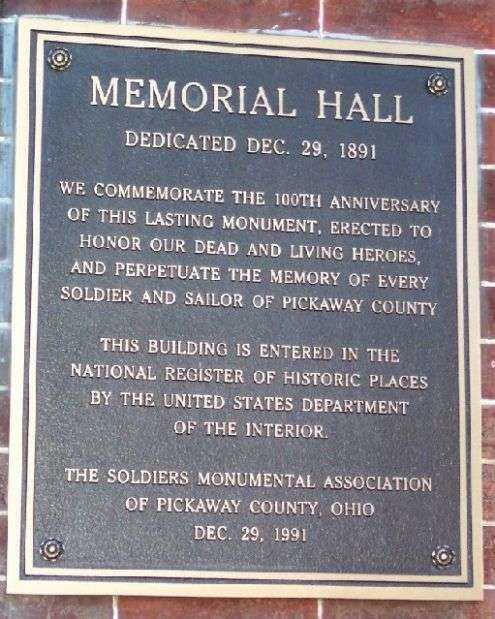 MEMORIAL HALL
DEDICATED DEC. 29, 1891
WE COMMEMORATE THE 100TH ANNIVERSARY
OF THIS LASTING MONUMENT, ERECTED TO
HONOR OUR DEAD AND LIVING HEROES,
AND PERPETUATE THE MEMORY OF EVERY
SOLDIER AND SAILOR OF PICKAWAY COUNTY
THIS BUILDING IS ENTERED IN THE
NATIONAL REGISTER OF HISTORIC PLACES
BY THE UNITED STATES DEPARTMENT
OF THE INTERIOR.
THE SOLDIERS MONUMENTAL ASSOCIATION
OF PICKAWAY COUNTY, OHIO
DEC. 29, 1991